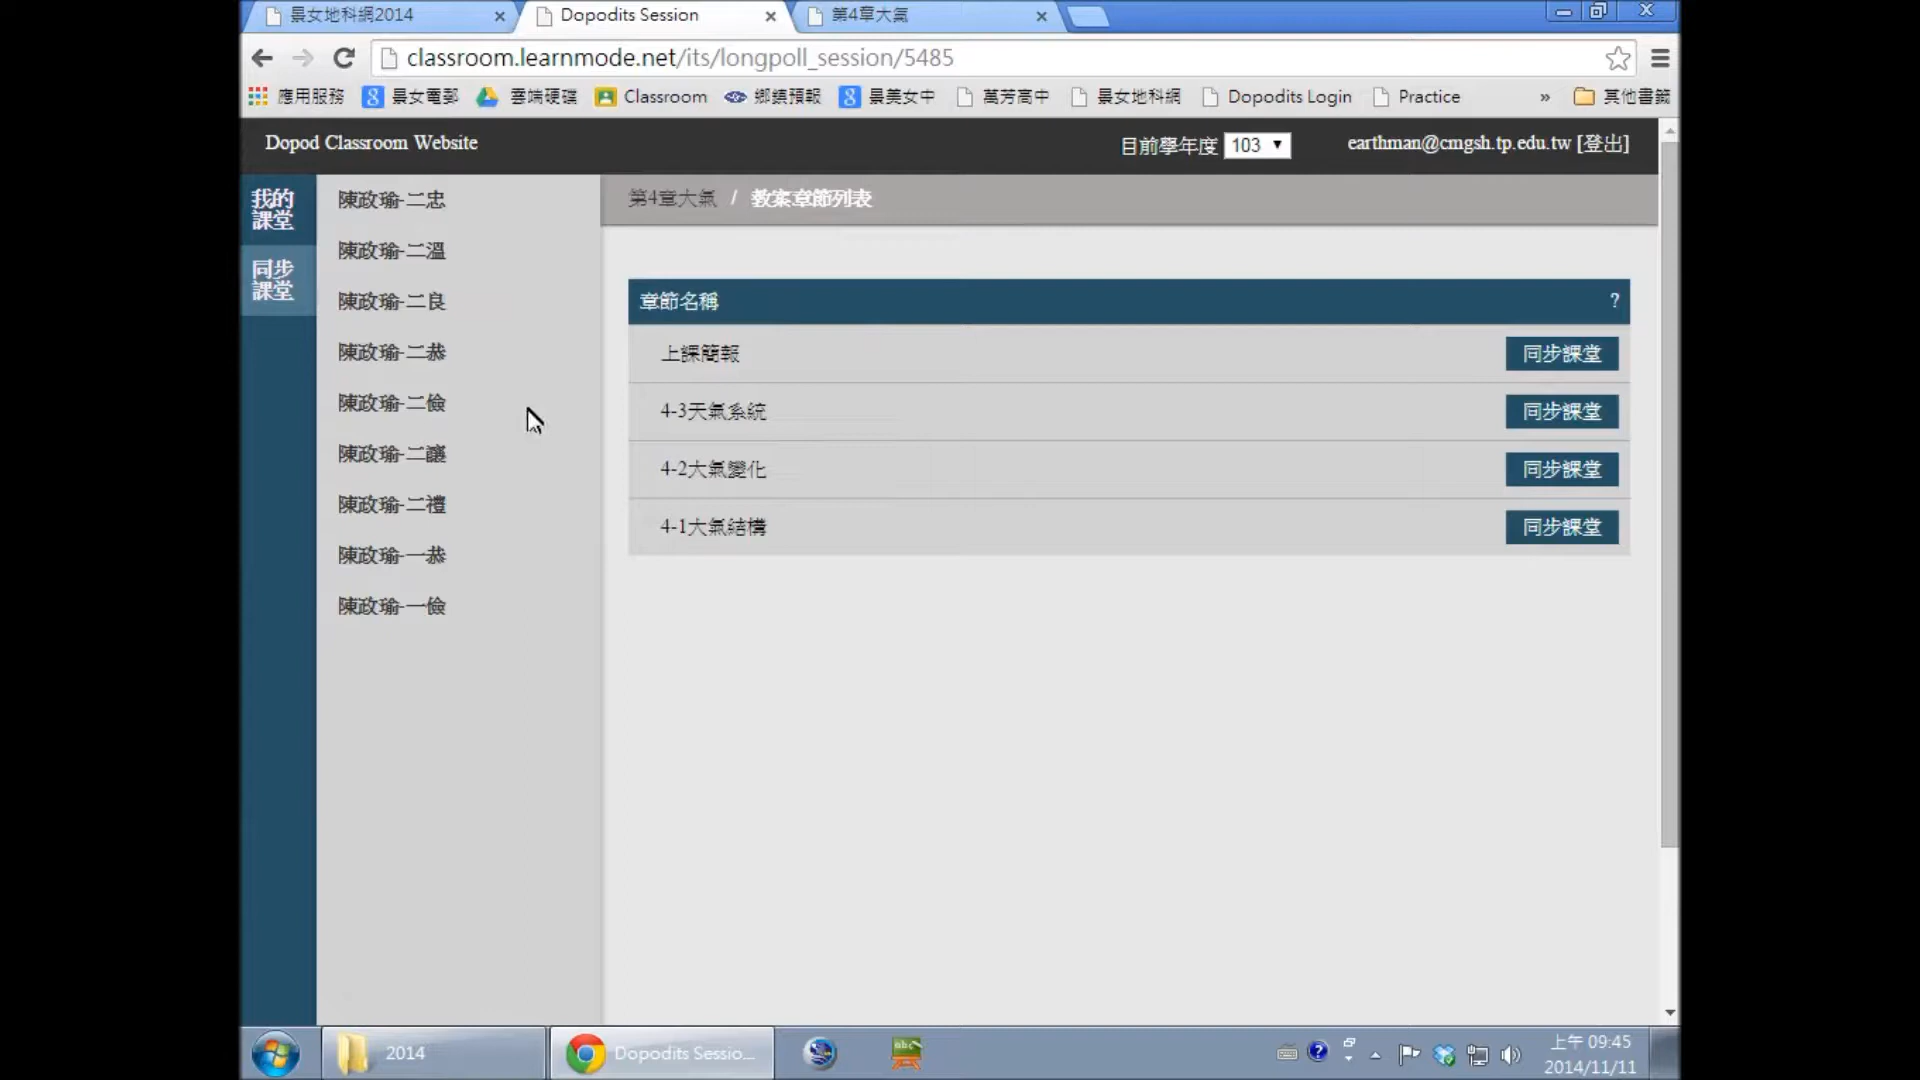 景女地科網2014
Dopodits Session
第4章大氣
classroom.learnmode.net/its/longpoll_session/5485
應用服務 景女電郵 雲端硬碟 Classroom 鄉鎮預報 景美女中 萬芳高中 景女地科網 Dopodits Login Practice » 其他書籤
Dopod Classroom Website
目前學年度 103
earthman@cmgsh.tp.edu.tw [登出]
我的
課堂
同步
課堂
陳政瑜-二忠
陳政瑜-二溫
陳政瑜-二良
陳政瑜-二恭
陳政瑜-二儉
陳政瑜-二讓
陳政瑜-二禮
陳政瑜-一恭
陳政瑜-一儉
第4章大氣 / 教案章節列表
章節名稱 ?
上課簡報 同步課堂
4-3天氣系統 同步課堂
4-2大氣變化 同步課堂
4-1大氣結構 同步課堂
2014
Dopodits Sessio...
上午 09:45
2014/11/11